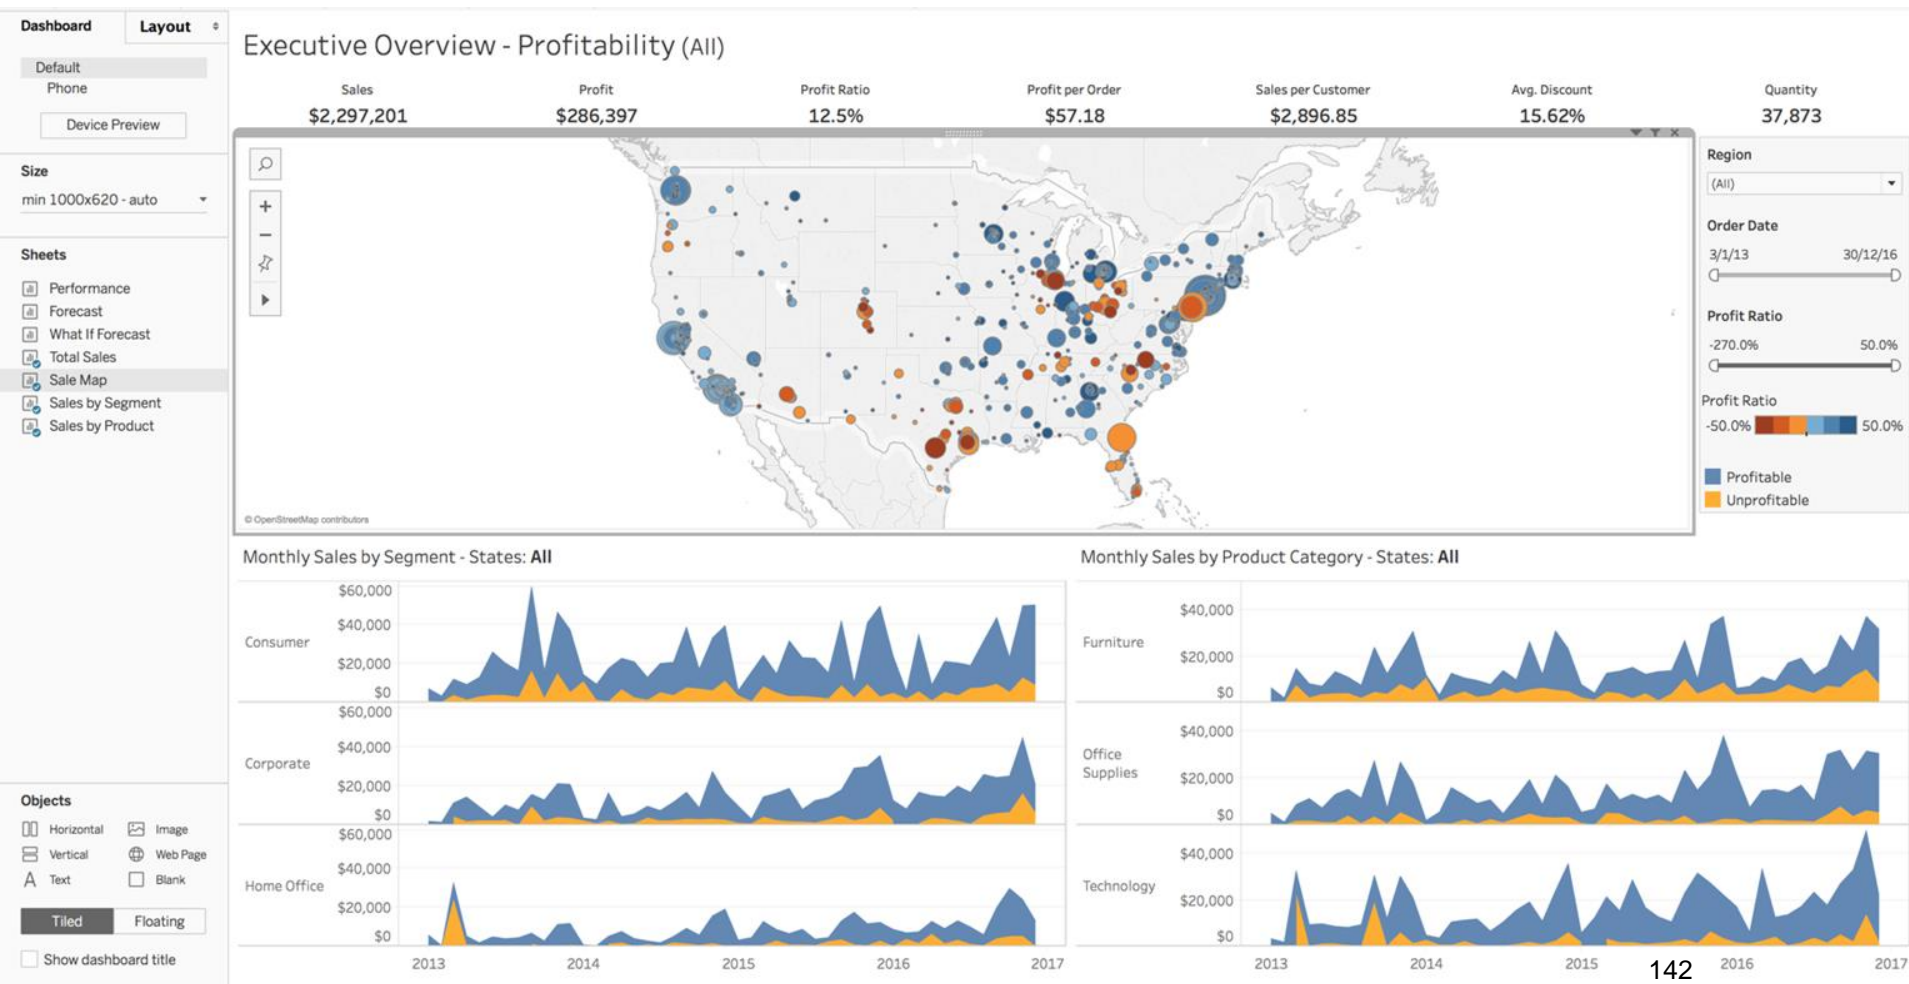 Dashboard
Layout
Default
Phone
Device Preview
Size
min 1000x620 - auto
Sheets
Performance
Forecast
What If Forecast
Total Sales
Sale Map
Sales by Segment
Sales by Product
Objects
Horizontal Image
Vertical Web Page
A Text Blank
Tiled Floating
Show dashboard title
Executive Overview - Profitability (All)
Sales Profit Profit Ratio Profit per Order Sales per Customer Avg. Discount Quantity
$2,297,201 $286,397 12.5% $57.18 $2,896.85 15.62% 37,873
© OpenStreetMap contributors
Region
(All)
Order Date
3/1/13 30/12/16
Profit Ratio
-270.0% 50.0%
Profit Ratio
-50.0% 50.0%
Profitable
Unprofitable
Monthly Sales by Segment - States: All
$60,000
$40,000
Consumer
$20,000
$0
$60,000
$40,000
Corporate
$20,000
$0
$60,000
$40,000
Home Office
$20,000
$0
2013 2014 2015 2016 2017
Monthly Sales by Product Category - States: All
$40,000
Furniture
$20,000
$0
$40,000
Office
Supplies
$20,000
$0
$40,000
Technology
$20,000
$0
2013 2014 2015 2016 2017
142